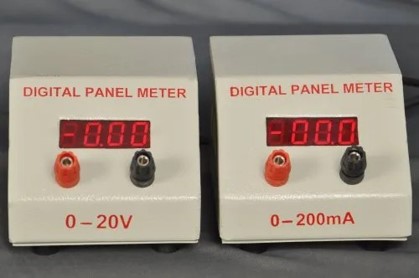 DIGITAL PANEL METER
-0.00
0-20V
DIGITAL PANEL METER
-00.0
0-200mA